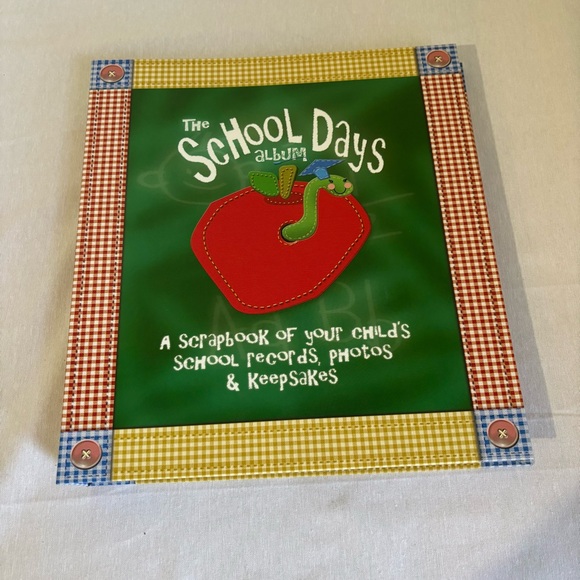 The
School Days
album
A Scrapbook of your child's
school records, photos
& keepsakes